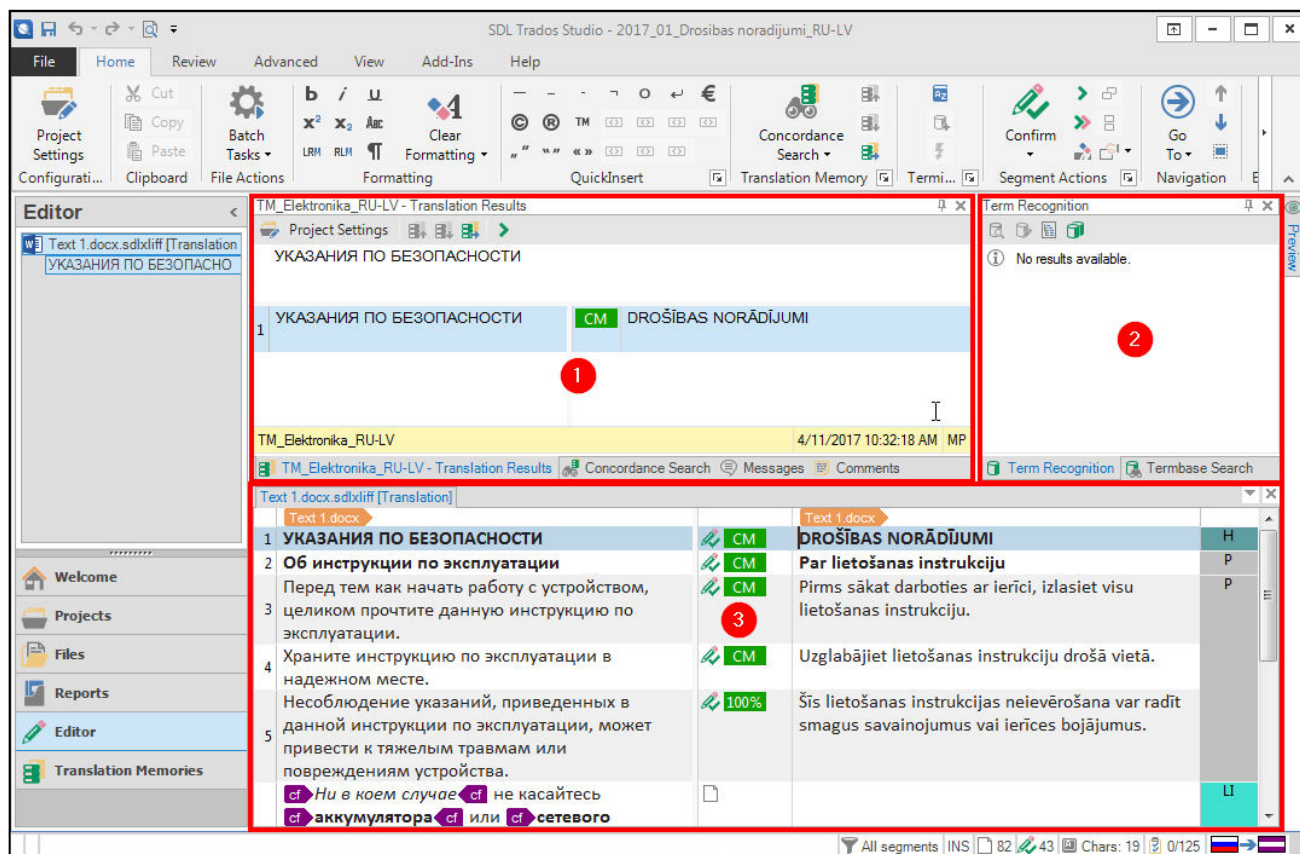 SDL Trados Studio - 2017_01_Drosibas noradijumi_RU-LV
File Home Review Advanced View Add-Ins Help
Project Settings
Configurati...
Cut
Copy
Paste
Clipboard
Batch Tasks
File Actions
b i u
x² x₂ ABC
LRM RLM ¶
Clear Formatting
Formatting
€
© ® TM
„ “ “ ” « »
QuickInsert
Concordance Search
Translation Memory
Termi...
Confirm
Segment Actions
Go To
Navigation
Editor
Text 1.docx.sdlxliff [Translation
УКАЗАНИЯ ПО БЕЗОПАСНО
Welcome
Projects
Files
Reports
Editor
Translation Memories
TM_Elektronika_RU-LV - Translation Results
Project Settings
УКАЗАНИЯ ПО БЕЗОПАСНОСТИ
1 УКАЗАНИЯ ПО БЕЗОПАСНОСТИ CM DROŠĪBAS NORĀDĪJUMI
1
TM_Elektronika_RU-LV 4/11/2017 10:32:18 AM MP
TM_Elektronika_RU-LV - Translation Results Concordance Search Messages Comments
Term Recognition
No results available.
2
Term Recognition Termbase Search
Preview
Text 1.docx.sdlxliff [Translation]
Text 1.docx Text 1.docx
1 УКАЗАНИЯ ПО БЕЗОПАСНОСТИ CM DROŠĪBAS NORĀDĪJUMI H
2 Об инструкции по эксплуатации CM Par lietošanas instrukciju P
Перед тем как начать работу с устройством, CM Pirms sākat darboties ar ierīci, izlasiet visu P
3 целиком прочтите данную инструкцию по 3 lietošanas instrukciju.
эксплуатации.
4 Храните инструкцию по эксплуатации в CM Uzglabājiet lietošanas instrukciju drošā vietā.
надежном месте.
Несоблюдение указаний, приведенных в 100% Šīs lietošanas instrukcijas neievērošana var radīt
5 данной инструкции по эксплуатации, может smagus savainojumus vai ierīces bojājumus.
привести к тяжелым травмам или
повреждениям устройства.
cf Ни в коем случае cf не касайтесь LI
cf аккумулятора cf или cf сетевого
All segments INS 82 43 Chars: 19 0/125